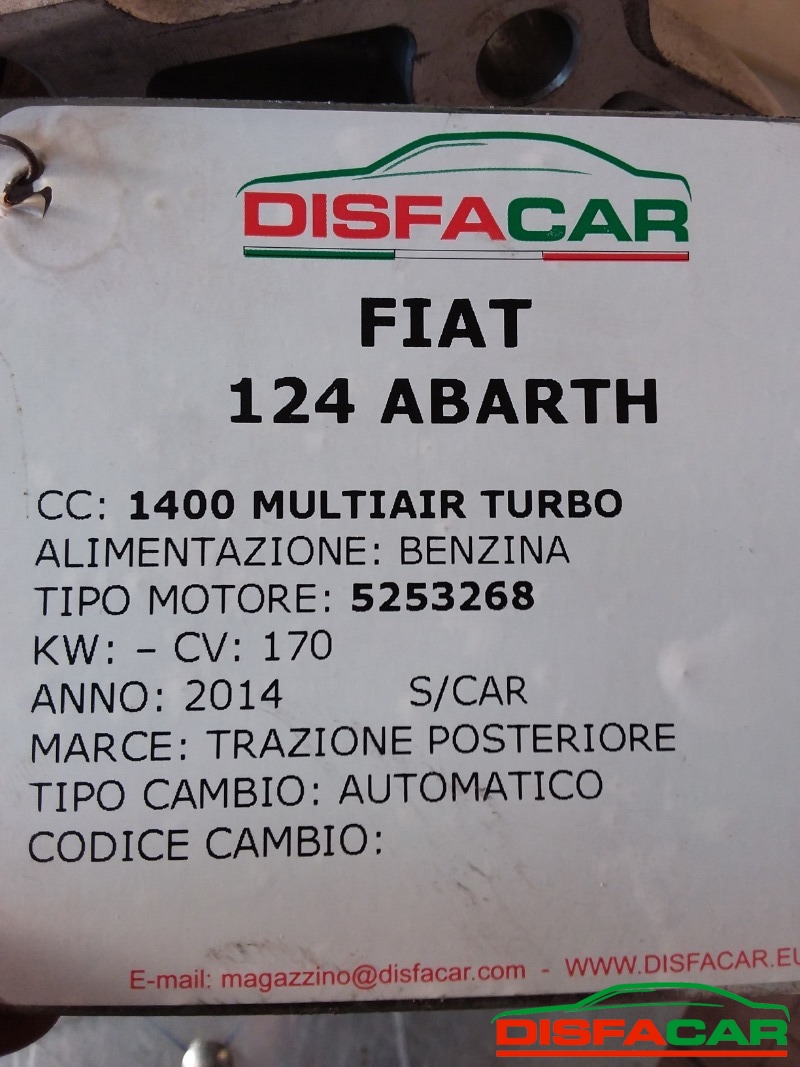 DISFACAR
FIAT
124 ABARTH
CC: 1400 MULTIAIR TURBO
ALIMENTAZIONE: BENZINA
TIPO MOTORE: 5253268
KW: – CV: 170
ANNO: 2014 S/CAR
MARCE: TRAZIONE POSTERIORE
TIPO CAMBIO: AUTOMATICO
CODICE CAMBIO:
E-mail: magazzino@disfacar.com - WWW.DISFACAR.EU
DISFACAR